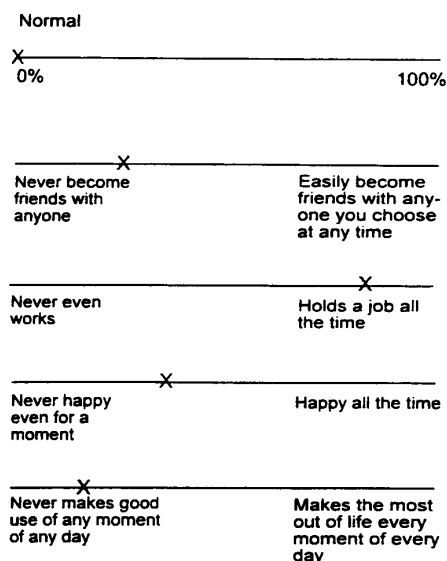 Normal
X
0% 100%
X
Never become Easily become
friends with friends with any-
anyone one you choose
at any time
X
Never even Holds a job all
works the time
X
Never happy Happy all the time
even for a
moment
X
Never makes good Makes the most
use of any moment out of life every
of any day moment of every
day